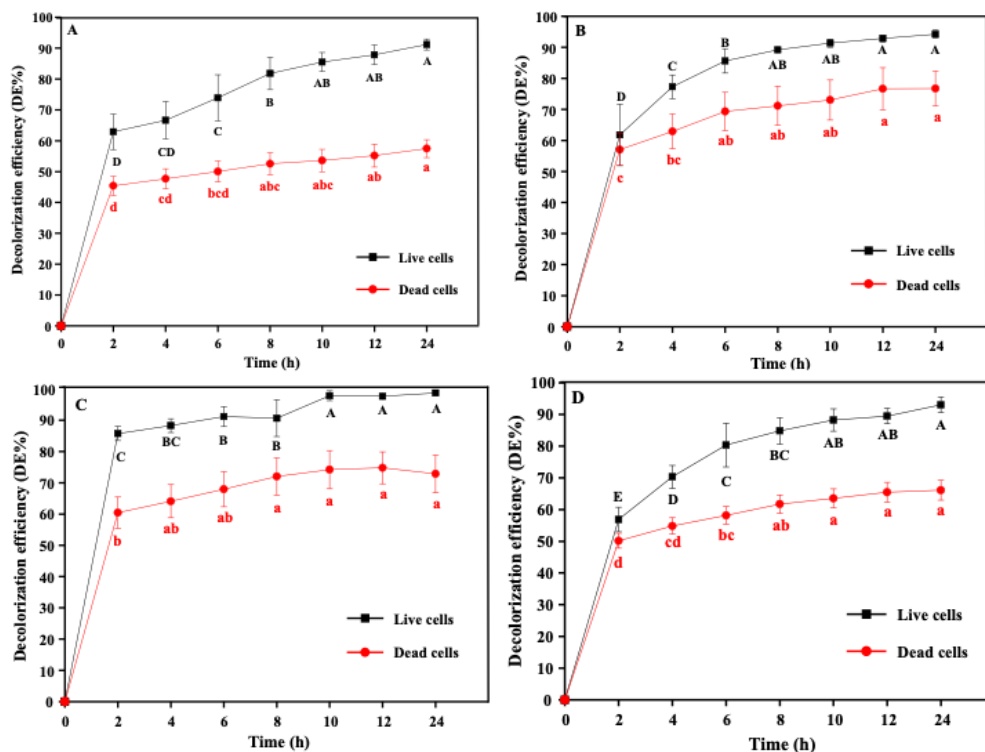 A
Decolorization efficiency (DE%)
100
90
80
70
60
50
40
30
20
10
0
D CD C B AB AB A
d cd bcd abc abc ab a
Live cells
Dead cells
0 2 4 6 8 10 12 24
Time (h)
B
Decolorization efficiency (DE%)
100
90
80
70
60
50
40
30
20
10
0
D C B AB AB A A
c bc ab ab ab a a
Live cells
Dead cells
0 2 4 6 8 10 12 24
Time (h)
C
Decolorization efficiency (DE%)
100
90
80
70
60
50
40
30
20
10
0
C BC B B A A A
b ab ab a a a a
Live cells
Dead cells
0 2 4 6 8 10 12 24
Time (h)
D
Decolorization efficiency (DE%)
100
90
80
70
60
50
40
30
20
10
0
E D C BC AB AB A
d cd bc ab a a a
Live cells
Dead cells
0 2 4 6 8 10 12 24
Time (h)